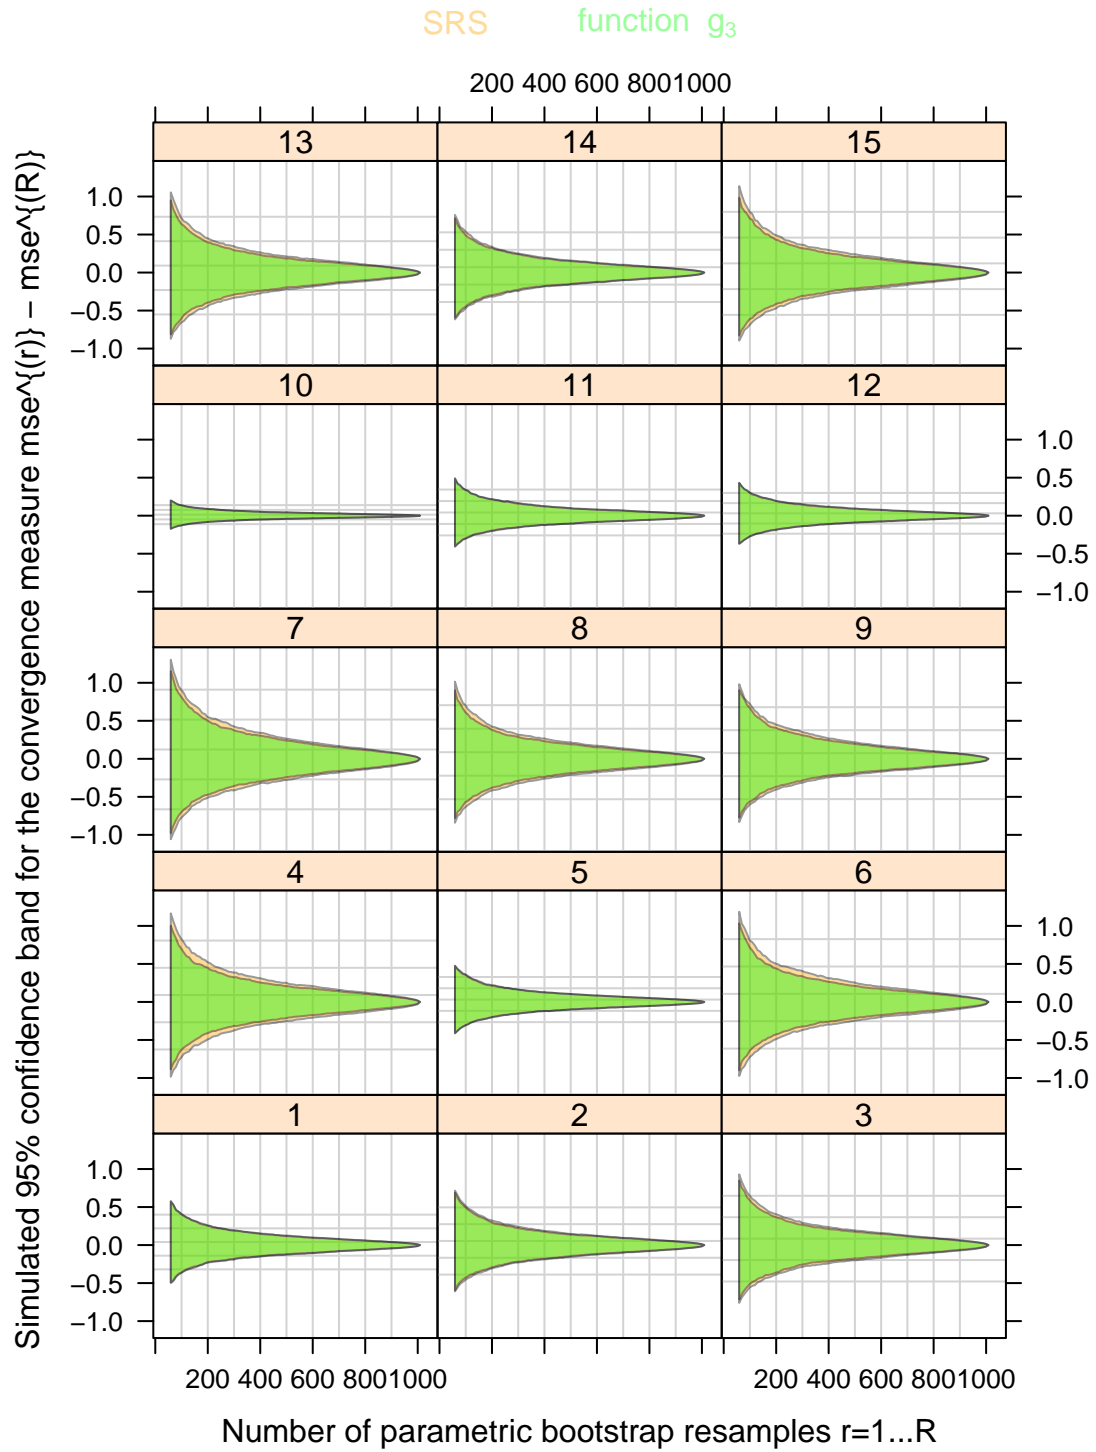 SRS function g3
200 400 600 8001000
13 14 15
1.0
0.5
0.0
−0.5
−1.0
10 11 12
1.0
0.5
0.0
−0.5
−1.0
7 8 9
1.0
0.5
0.0
−0.5
−1.0
4 5 6
1.0
0.5
0.0
−0.5
−1.0
1 2 3
1.0
0.5
0.0
−0.5
−1.0
200 400 600 8001000 200 400 600 8001000
Number of parametric bootstrap resamples r=1...R
Simulated 95% confidence band for the convergence measure mse^{(r)} − mse^{(R)}